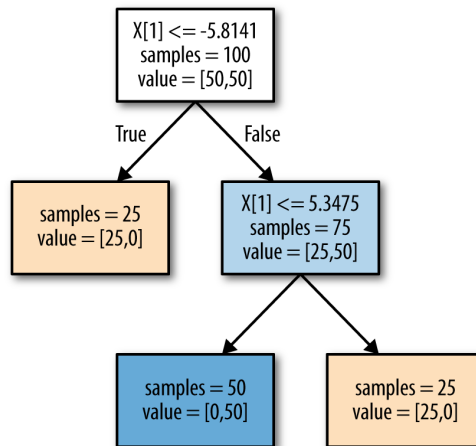 X[1] <= -5.8141
samples = 100
value = [50,50]
True
False
samples = 25
value = [25,0]
X[1] <= 5.3475
samples = 75
value = [25,50]
samples = 50
value = [0,50]
samples = 25
value = [25,0]